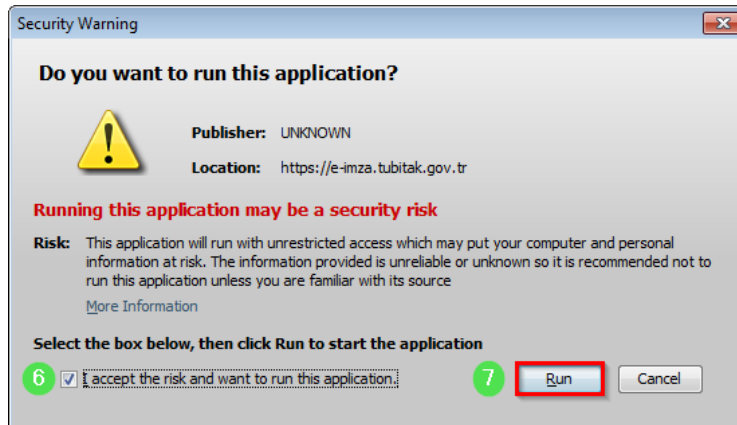 Security Warning
Do you want to run this application?
Publisher: UNKNOWN
Location: https://e-imza.tubitak.gov.tr
Running this application may be a security risk
Risk: This application will run with unrestricted access which may put your computer and personal
information at risk. The information provided is unreliable or unknown so it is recommended not to
run this application unless you are familiar with its source
More Information
Select the box below, then click Run to start the application
6 I accept the risk and want to run this application. 7 Run Cancel